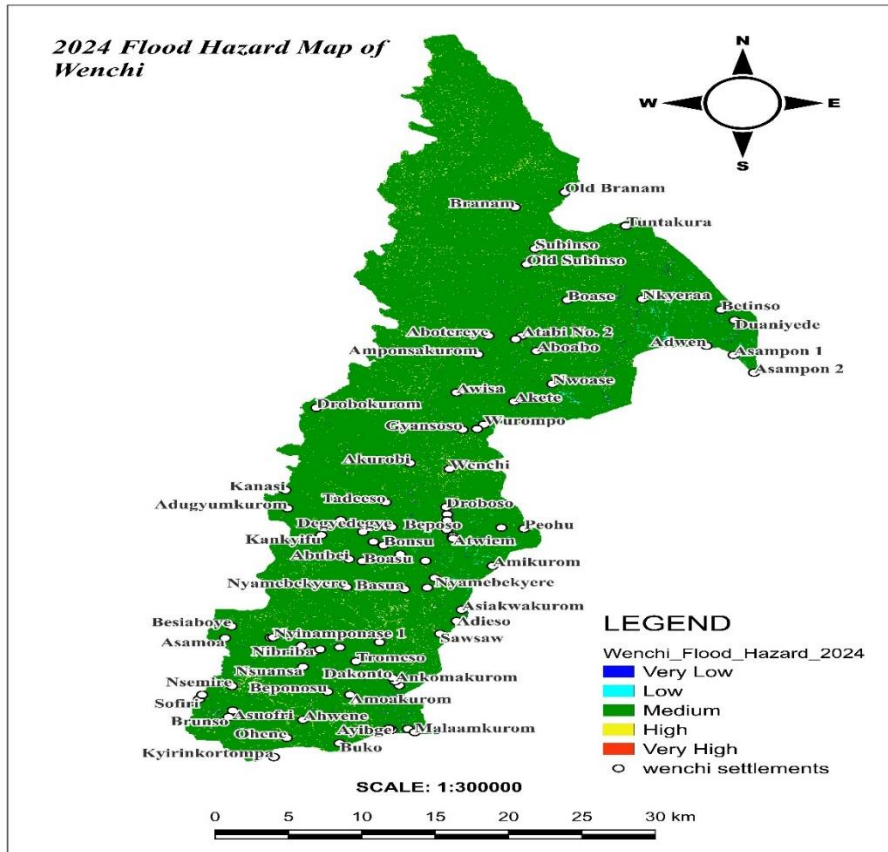 2024 Flood Hazard Map of
Wenchi
N
W E
S
Old Branam
Branam
Tuntakura
Subinso
Old Subinso
Boase
Nkyeraa
Betinso
Duaniyede
Abotereye
Atabi No. 2
Adwen
Amponsakurom
Aboabo
Asampon 1
Asampon 2
Nwoase
Awisa
Akete
Drobokurom
Gyansoso
Wurompo
Akurobi
Wenchi
Kanasi
Tadeeso
Adugyumkurom
Droboso
Degyedegye
Beposo
Peohu
Kankyifu
Bonsu
Atwiem
Abubei
Boasu
Amikurom
Nyamebekyere
Basua
Nyamebekyere
Asiakwakurom
Besiaboye
Adieso
Asamoa
Nyinamponase 1
Sawsaw
Nibriba
Tromeso
Nsuansa
Dakonto
Ankomakurom
Nsemire
Beponosu
Sofiri
Amoakurom
Brunso
Asuofri
Ahwene
Ohene
Ayibge
Malaamkurom
Kyirinkortompa
Buko
LEGEND
Wenchi_Flood_Hazard_2024
Very Low
Low
Medium
High
Very High
wenchi settlements
SCALE: 1:300000
0 5 10 15 20 25 30 km